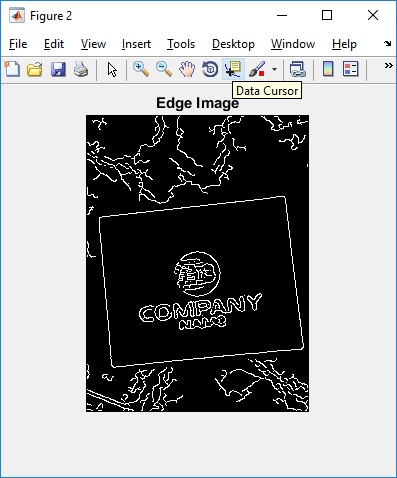 Figure 2
File Edit View Insert Tools Desktop Window Help
Data Cursor
Edge Image
COMPANY
NAME